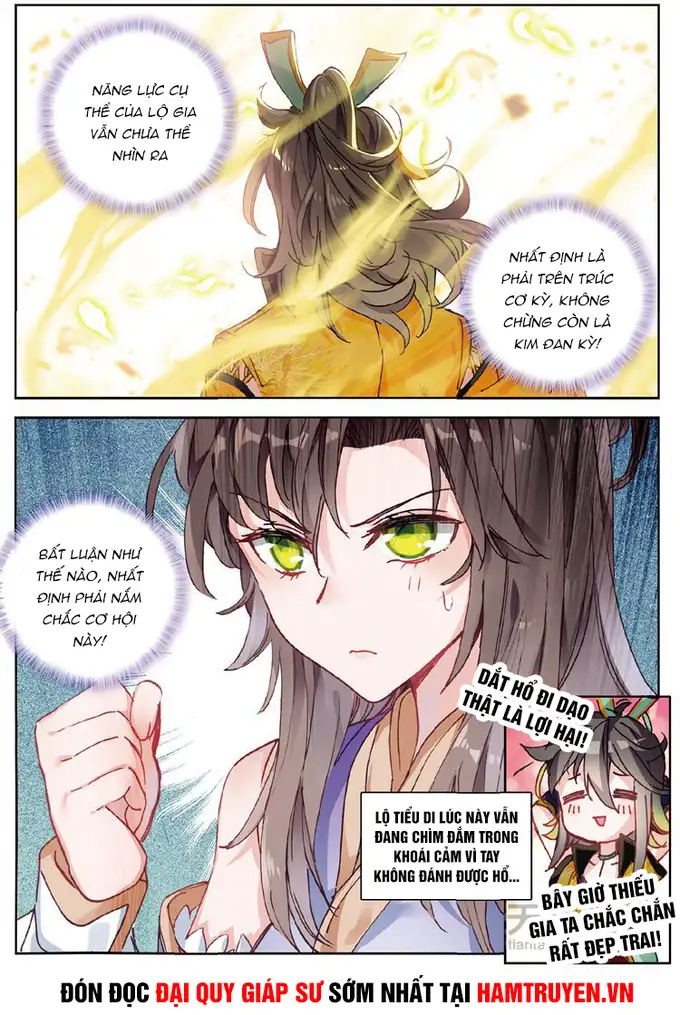 NĂNG LỰC CỤ
THỂ CỦA LỘ GIA
VẪN CHƯA THỂ
NHÌN RA
NHẤT ĐỊNH LÀ
PHẢI TRÊN TRÚC
CƠ KỲ, KHÔNG
CHỪNG CÒN LÀ
KIM ĐAN KỲ!
BẤT LUẬN NHƯ
THẾ NÀO, NHẤT
ĐỊNH PHẢI NẮM
CHẮC CƠ HỘI
NÀY!
DẮT HỔ ĐI DẠO
THẬT LÀ LỢI HẠI!
LỘ TIỂU DI LÚC NÀY VẪN
ĐANG CHÌM ĐẮM TRONG
KHOÁI CẢM VÌ TAY
KHÔNG ĐÁNH ĐƯỢC HỔ...
BÂY GIỜ THIẾU
GIA TA CHẮC CHẮN
RẤT ĐẸP TRAI!
ĐÓN ĐỌC ĐẠI QUY GIÁP SƯ SỚM NHẤT TẠI HAMTRUYEN.VN